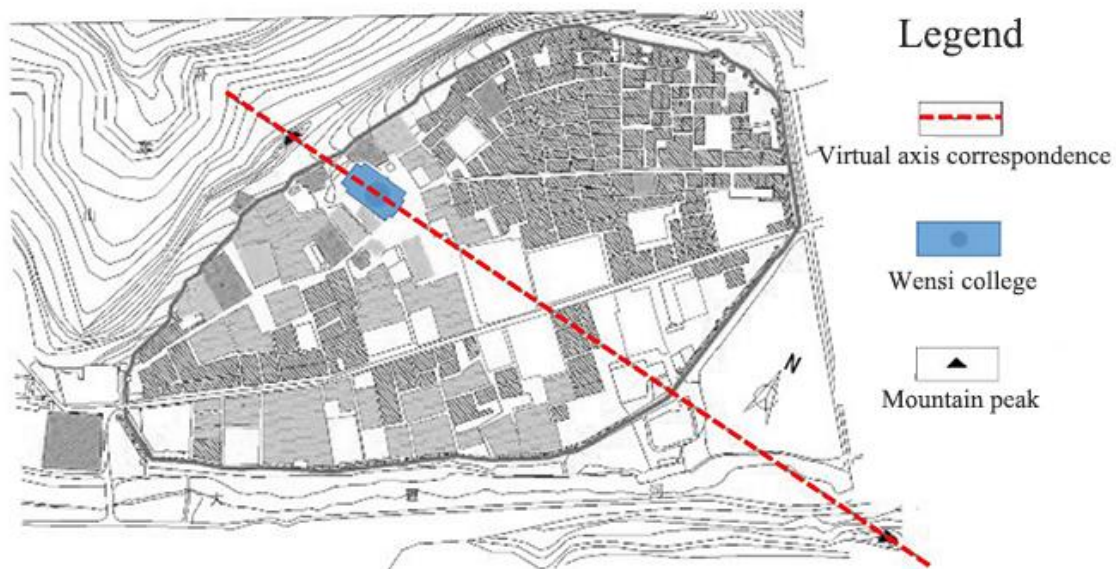 Legend
Virtual axis correspondence
Wensi college
N
Mountain peak